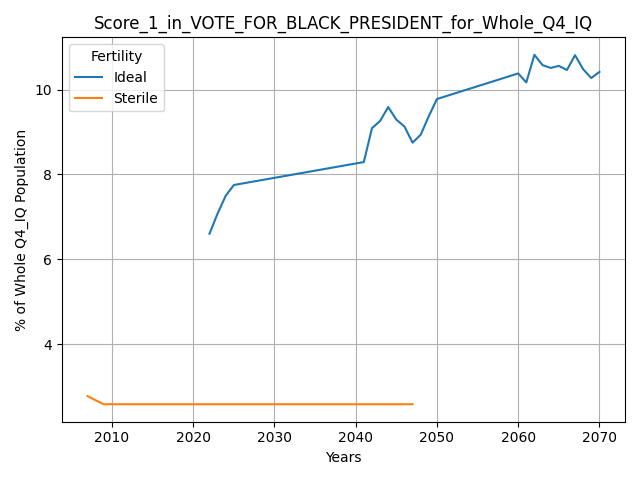 Score_1_in_VOTE_FOR_BLACK_PRESIDENT_for_Whole_Q4_IQ
Fertility
Ideal
Sterile
% of Whole Q4_IQ Population
10
8
6
4
2010 2020 2030 2040 2050 2060 2070
Years